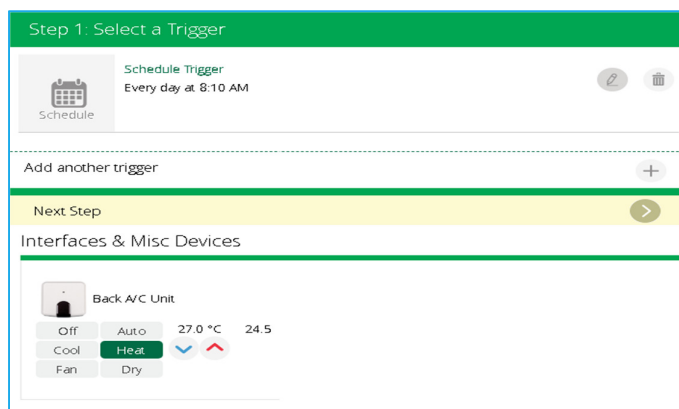 Step 1: Select a Trigger
Schedule Trigger
Every day at 8:10 AM
Schedule
Add another trigger
Next Step
Interfaces & Misc Devices
Back A/C Unit
Off Auto 27.0 °C 24.5
Cool Heat
Fan Dry